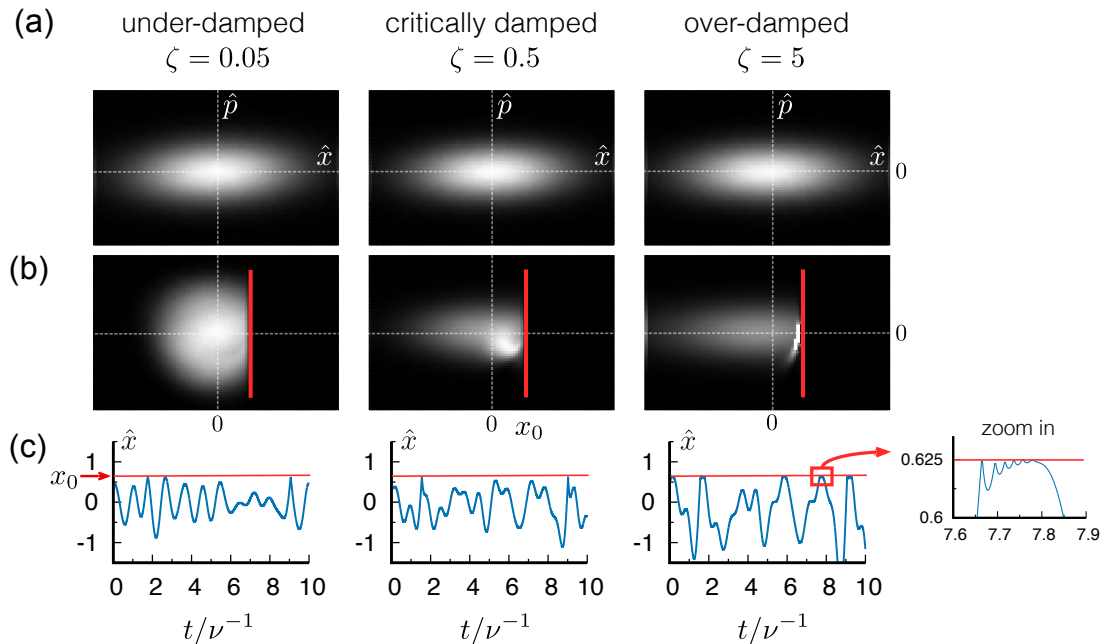 (a)
under-damped
ζ = 0.05
critically damped
ζ = 0.5
over-damped
ζ = 5
p̂
x̂
p̂
x̂
p̂
x̂
0
(b)
0
0
0
x₀
0
(c)
x̂
x₀
1
0
-1
0 2 4 6 8 10
t/ν⁻¹
x̂
1
0
-1
0 2 4 6 8 10
t/ν⁻¹
x̂
1
0
-1
0 2 4 6 8 10
t/ν⁻¹
zoom in
0.625
0.6
7.6 7.7 7.8 7.9